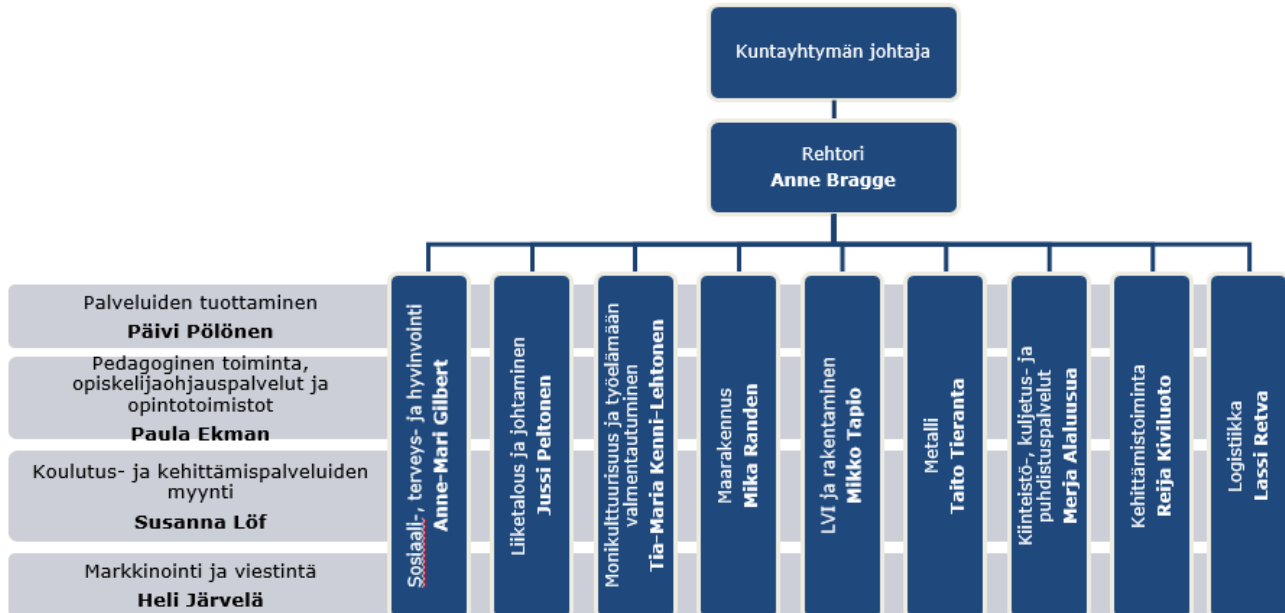 Kuntayhtymän johtaja
Rehtori
Anne Bragge
Palveluiden tuottaminen
Päivi Pölönen
Pedagoginen toiminta,
opiskelijaohjauspalvelut ja
opintotoimistot
Paula Ekman
Koulutus- ja kehittämispalveluiden
myynti
Susanna Löf
Markkinointi ja viestintä
Heli Järvelä
Sosiaali-, terveys- ja hyvinvointi
Anne-Mari Gilbert
Liiketalous ja johtaminen
Jussi Peltonen
Monikulttuurisuus ja työelämään
valmentautuminen
Tia-Maria Kenni-Lehtonen
Maarakennus
Mika Randen
LVI ja rakentaminen
Mikko Tapio
Metalli
Taito Tieranta
Kiinteistö-, kuljetus- ja
puhdistuspalvelut
Merja Alaluusua
Kehittämistoiminta
Reija Kiviluoto
Logistiikka
Lassi Retva